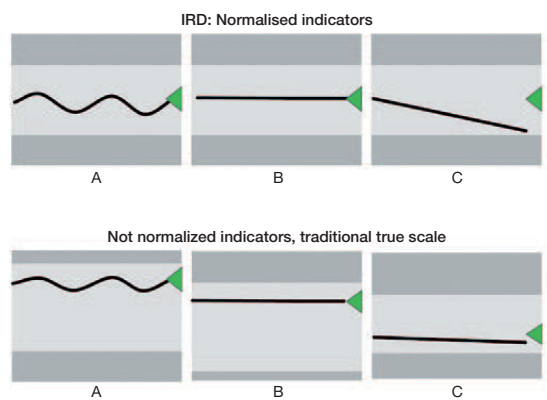 IRD: Normalised indicators
A B C
Not normalized indicators, traditional true scale
A B C